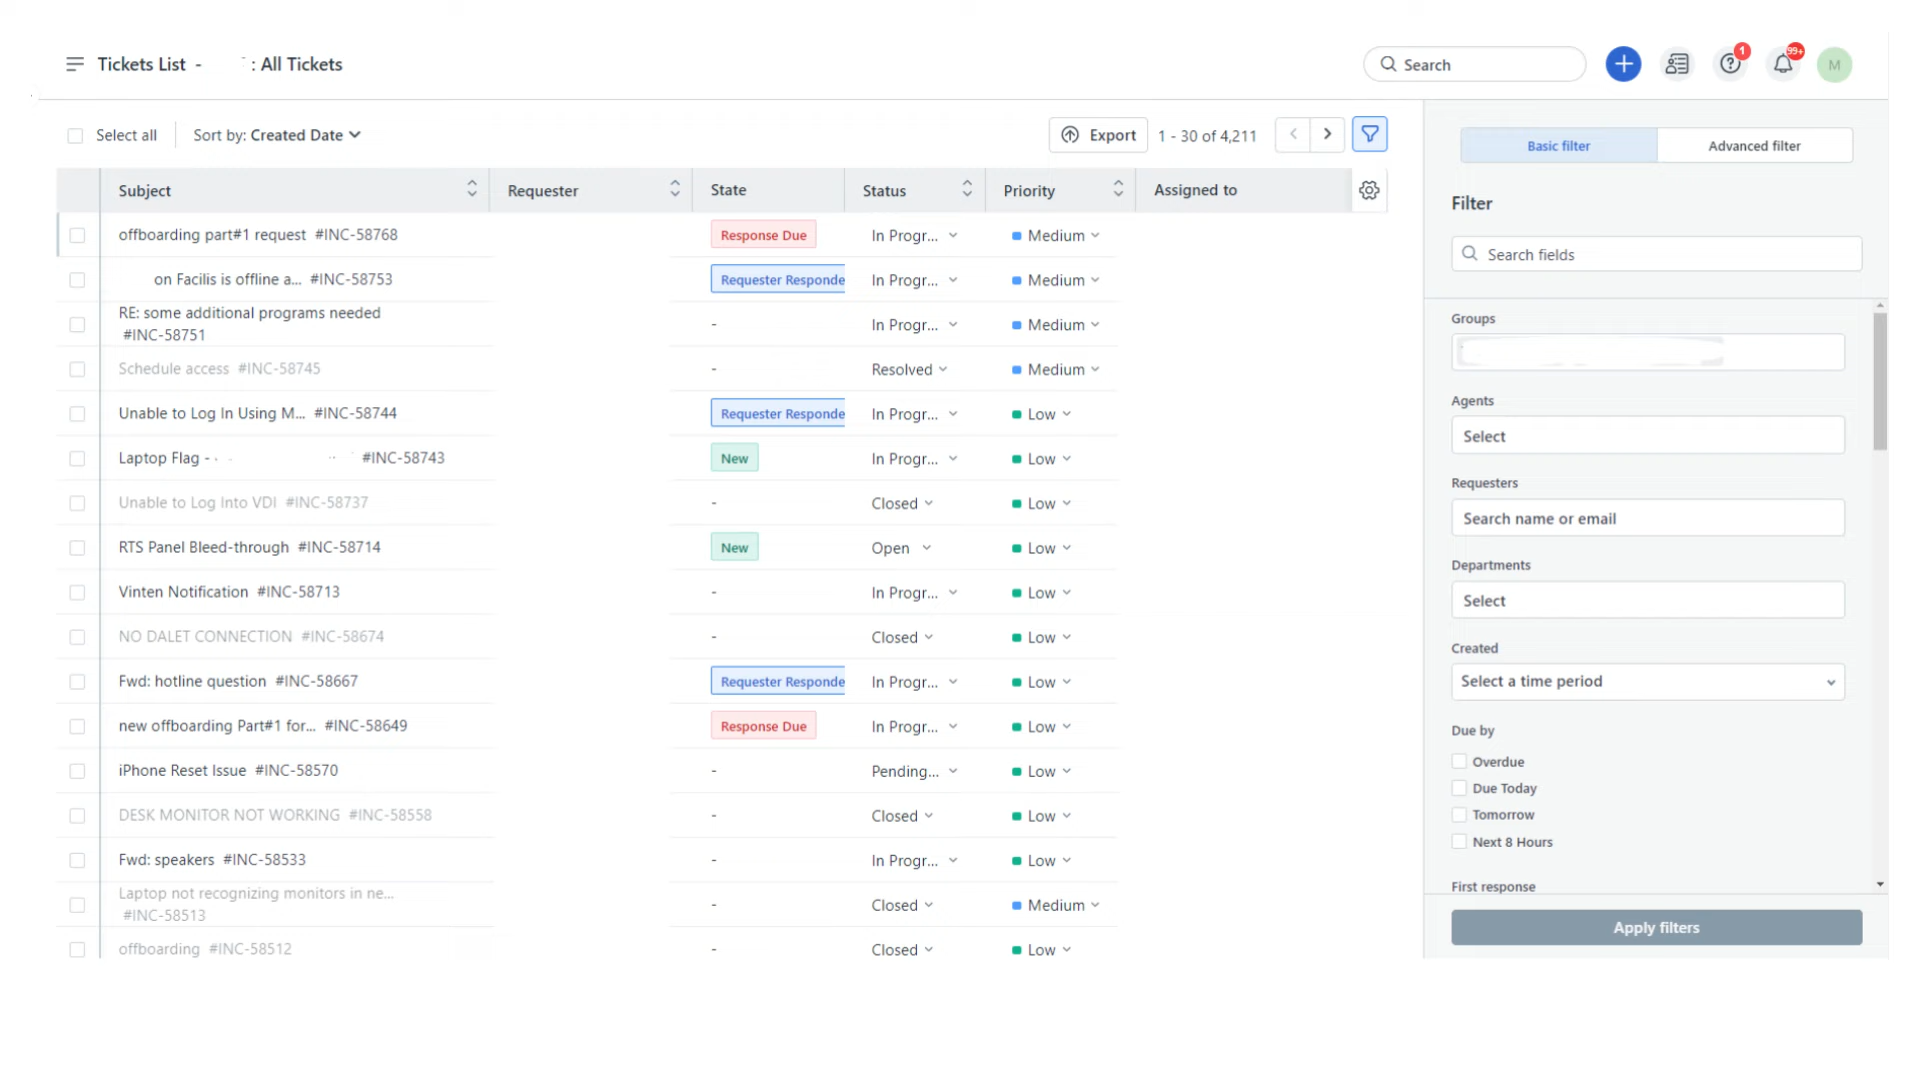 Tickets List - : All Tickets
Search
1
99+
M
Select all
Sort by: Created Date
Export
1 - 30 of 4,211
Subject Requester State Status Priority Assigned to
offboarding part#1 request #INC-58768 Response Due In Progr... Medium
on Facilis is offline a... #INC-58753 Requester Responde In Progr... Medium
RE: some additional programs needed
#INC-58751 - In Progr... Medium
Schedule access #INC-58745 - Resolved Medium
Unable to Log In Using M... #INC-58744 Requester Responde In Progr... Low
Laptop Flag - #INC-58743 New In Progr... Low
Unable to Log Into VDI #INC-58737 - Closed Low
RTS Panel Bleed-through #INC-58714 New Open Low
Vinten Notification #INC-58713 - In Progr... Low
NO DALET CONNECTION #INC-58674 - Closed Low
Fwd: hotline question #INC-58667 Requester Responde In Progr... Low
new offboarding Part#1 for... #INC-58649 Response Due In Progr... Low
iPhone Reset Issue #INC-58570 - Pending... Low
DESK MONITOR NOT WORKING #INC-58558 - Closed Low
Fwd: speakers #INC-58533 - In Progr... Low
Laptop not recognizing monitors in ne...
#INC-58513 - Closed Medium
offboarding #INC-58512 - Closed Low
Basic filter Advanced filter
Filter
Search fields
Groups
Agents
Select
Requesters
Search name or email
Departments
Select
Created
Select a time period
Due by
Overdue
Due Today
Tomorrow
Next 8 Hours
First response
Apply filters